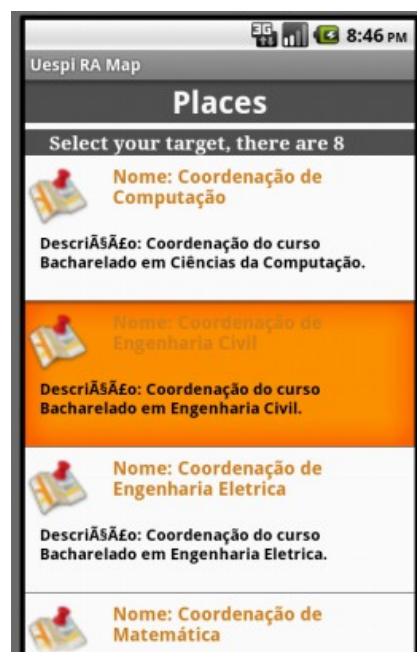 3G 8:46 PM
Uespi RA Map
Places
Select your target, there are 8
Nome: Coordenação de
Computação
DescriÃ§Ã£o: Coordenação do curso
Bacharelado em Ciências da Computação.
Nome: Coordenação de
Engenharia Civil
DescriÃ§Ã£o: Coordenação do curso
Bacharelado em Engenharia Civil.
Nome: Coordenação de
Engenharia Eletrica
DescriÃ§Ã£o: Coordenação do curso
Bacharelado em Engenharia Eletrica.
Nome: Coordenação de
Matemática